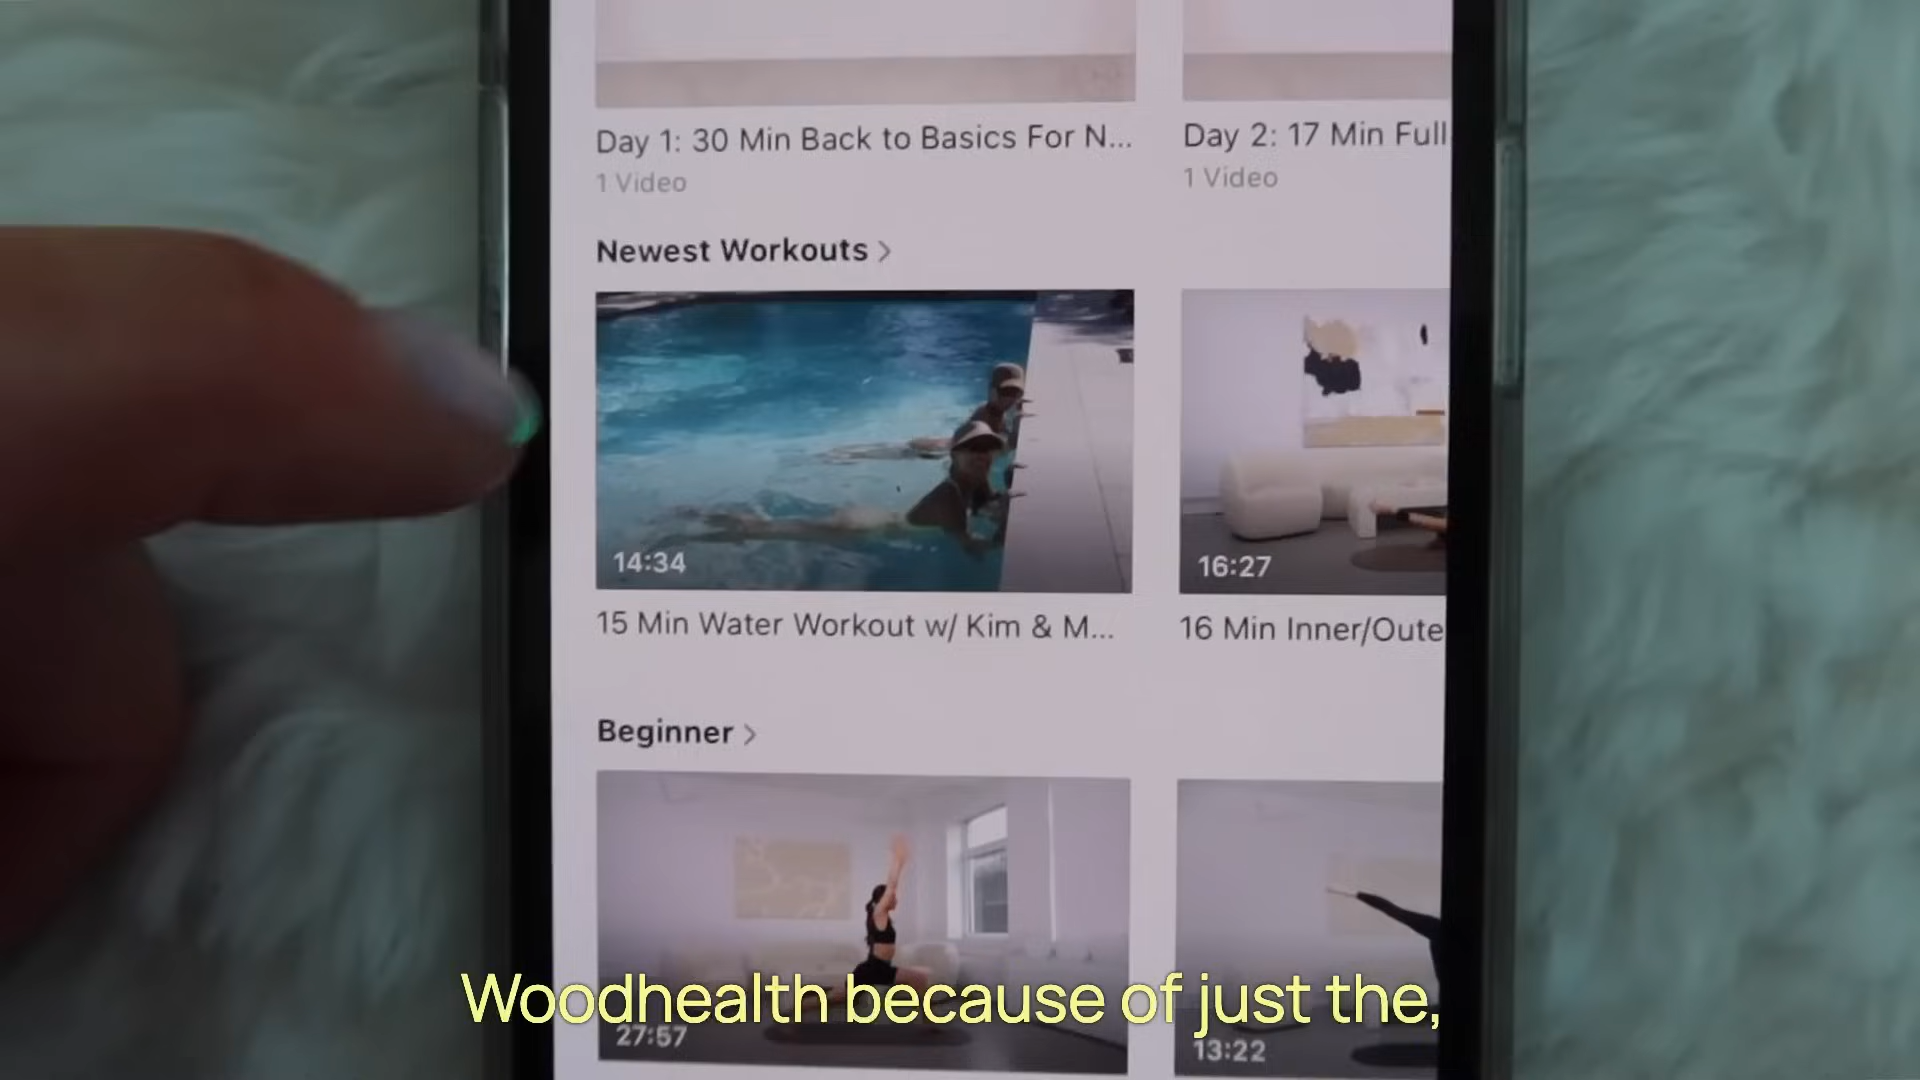 Day 1: 30 Min Back to Basics For N...
1 Video
Day 2: 17 Min Full
1 Video
Newest Workouts >
14:34
15 Min Water Workout w/ Kim & M...
16:27
16 Min Inner/Oute
Beginner >
27:57
13:22
Woodhealth because of just the,